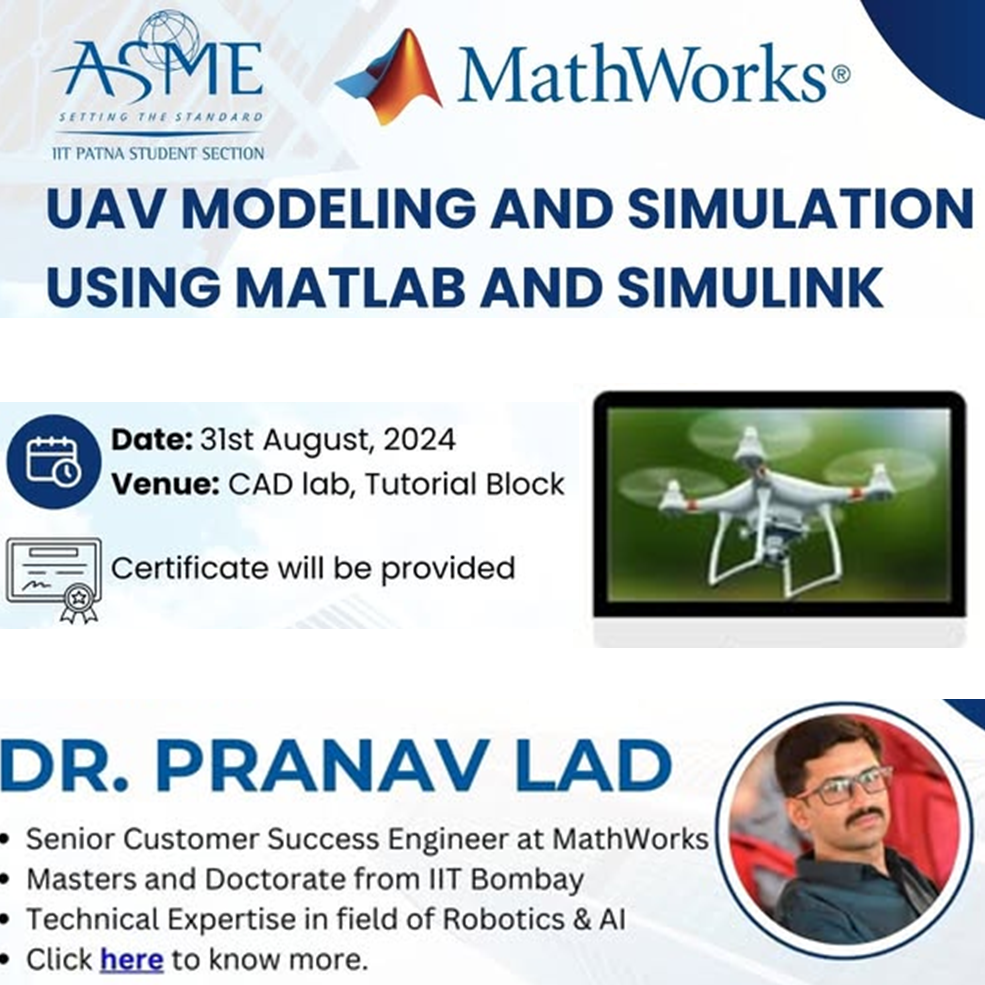 ASME
SETTING THE STANDARD
IIT PATNA STUDENT SECTION
MathWorks®
UAV MODELING AND SIMULATION
USING MATLAB AND SIMULINK
Date: 31st August, 2024
Venue: CAD lab, Tutorial Block
Certificate will be provided
DR. PRANAV LAD
• Senior Customer Success Engineer at MathWorks
• Masters and Doctorate from IIT Bombay
• Technical Expertise in field of Robotics & AI
• Click here to know more.